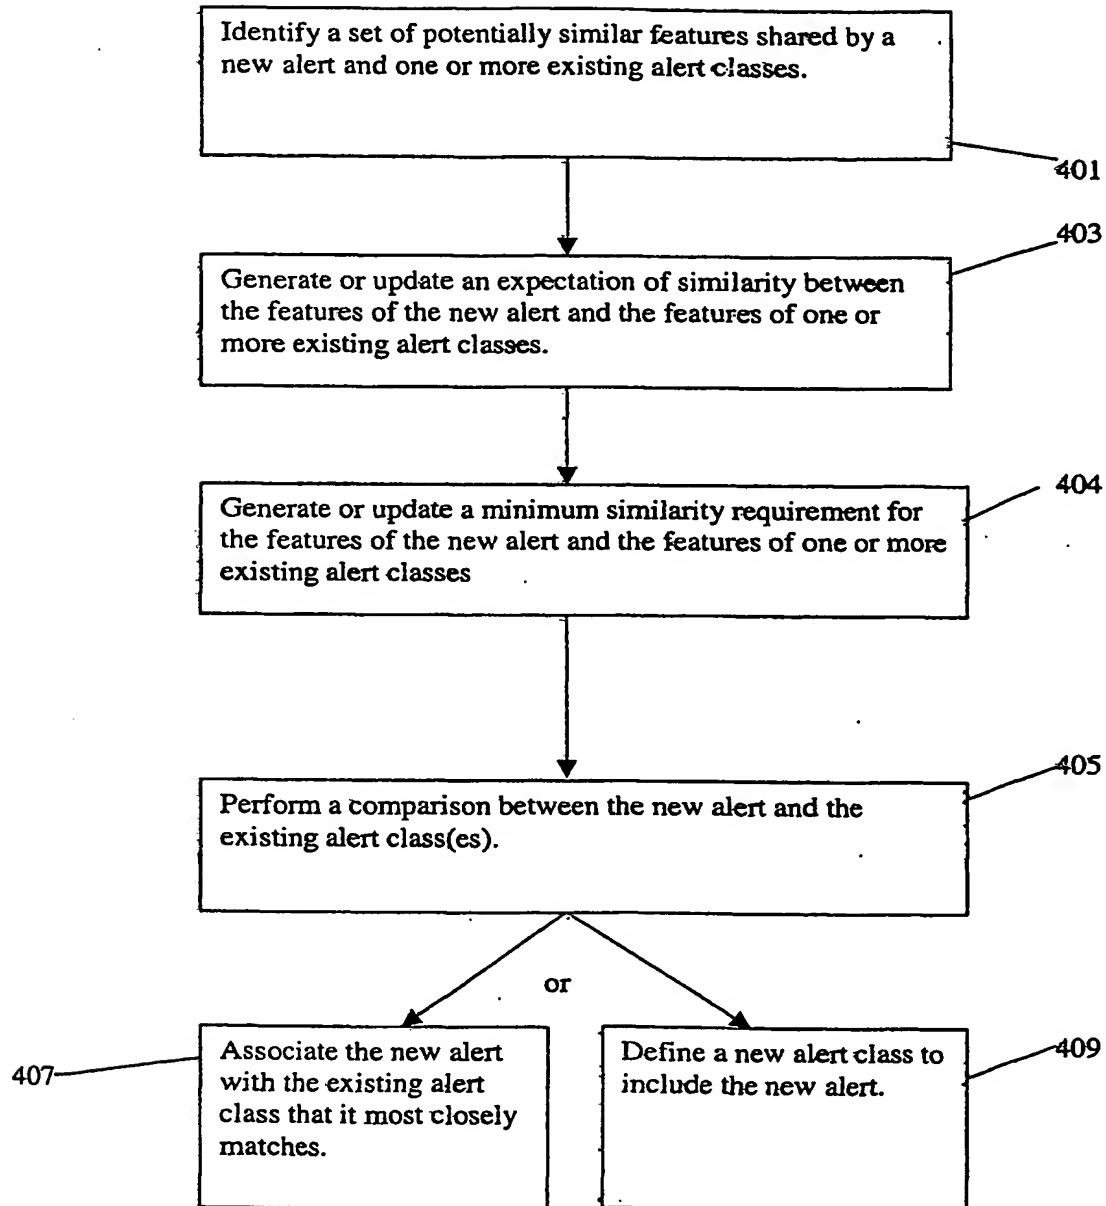 Identify a set of potentially similar features shared by a
new alert and one or more existing alert classes.
401
403
Generate or update an expectation of similarity between
the features of the new alert and the features of one or
more existing alert classes.
404
Generate or update a minimum similarity requirement for
the features of the new alert and the features of one or more
existing alert classes
405
Perform a comparison between the new alert and the
existing alert class(es).
or
407
Associate the new alert
with the existing alert
class that it most closely
matches.
Define a new alert class to
include the new alert.
409